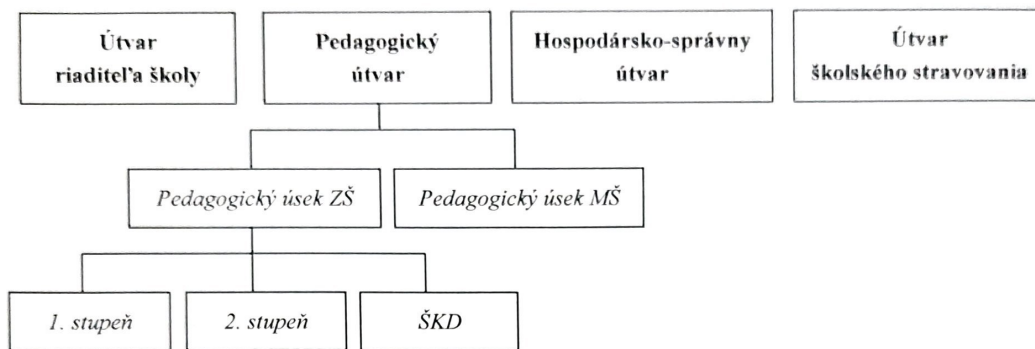 Útvar
riaditeľa školy
Pedagogický
útvar
Hospodársko-správny
útvar
Útvar
školského stravovania
Pedagogický úsek ZŠ
Pedagogický úsek MŠ
1. stupeň
2. stupeň
ŠKD